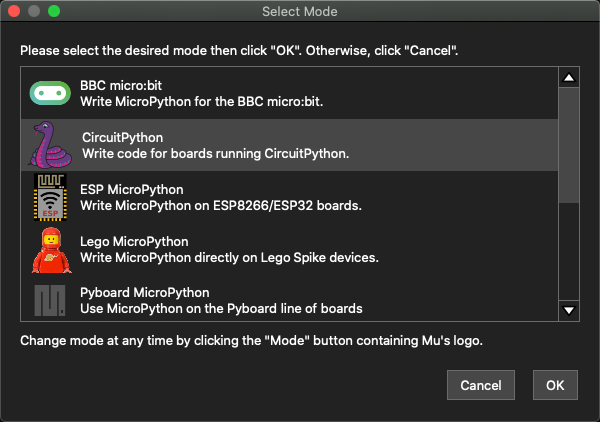 Select Mode
Please select the desired mode then click "OK". Otherwise, click "Cancel".
BBC micro:bit
Write MicroPython for the BBC micro:bit.
CircuitPython
Write code for boards running CircuitPython.
ESP MicroPython
ESP
Write MicroPython on ESP8266/ESP32 boards.
Lego MicroPython
Write MicroPython directly on Lego Spike devices.
Pyboard MicroPython
Use MicroPython on the Pyboard line of boards
Change mode at any time by clicking the "Mode" button containing Mu's logo.
Cancel
OK